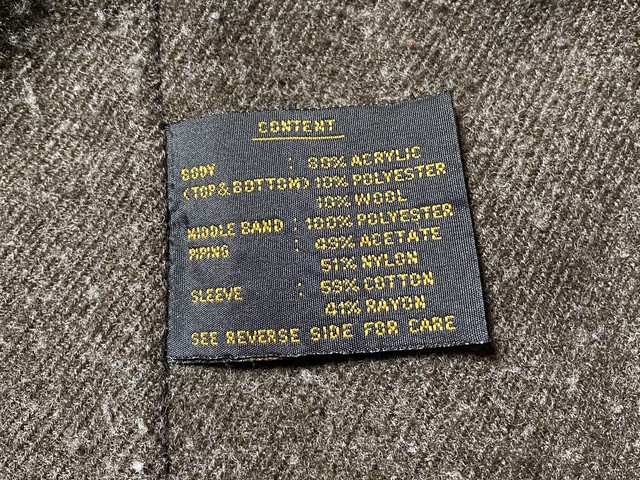 CONTENT
BODY : 80% ACRYLIC
(TOP & BOTTOM) 10% POLYESTER
10% WOOL
MIDDLE BAND : 100% POLYESTER
PIPING : 49% ACETATE
51% NYLON
SLEEVE : 59% COTTON
41% RAYON
SEE REVERSE SIDE FOR CARE